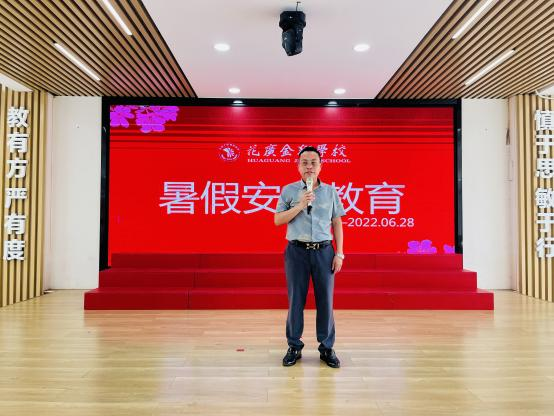 教有方严有度
花廣金 學校
HUAGUANG SCHOOL
暑假安 教育
—2022.06.28
慎于思敏于行